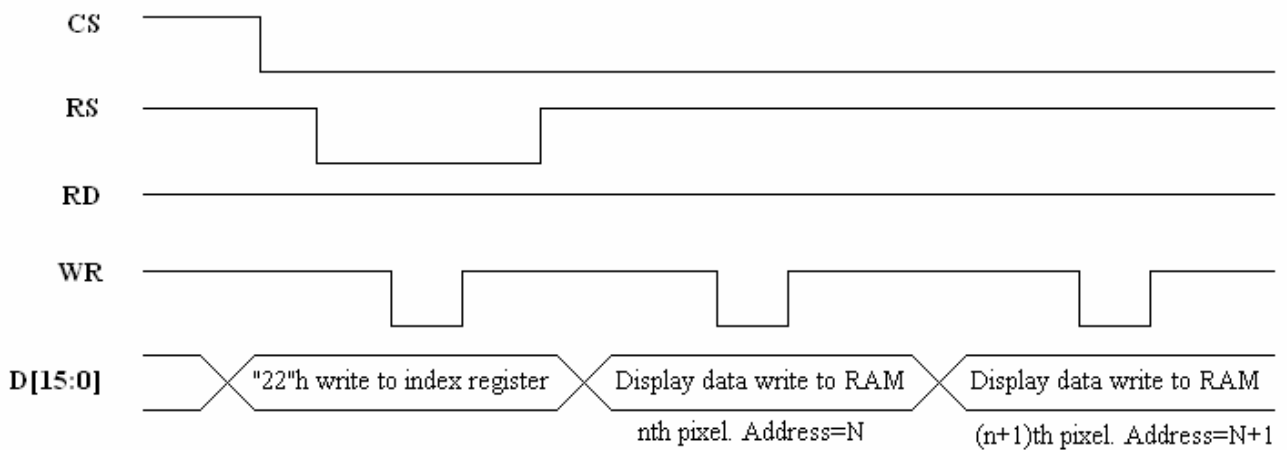 CS
RS
RD
WR
D[15:0]
"22"h write to index register
Display data write to RAM
Display data write to RAM
nth pixel. Address=N
(n+1)th pixel. Address=N+1